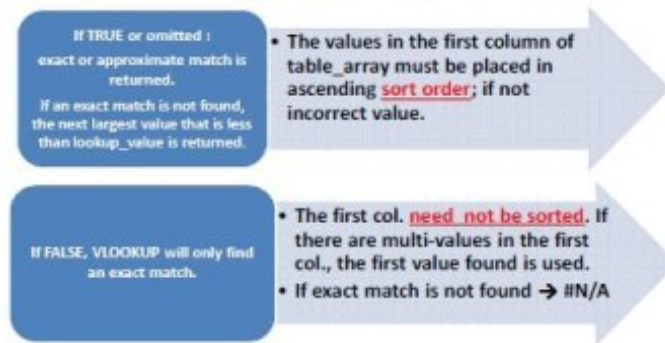 If TRUE or omitted :
exact or approximate match is
returned.
If an exact match is not found,
the next largest value that is less
than lookup_value is returned.
• The values in the first column of
table_array must be placed in
ascending sort order; if not
incorrect value.
If FALSE, VLOOKUP will only find
an exact match.
• The first col. need not be sorted. If
there are multi-values in the first
col., the first value found is used.
• If exact match is not found → #N/A